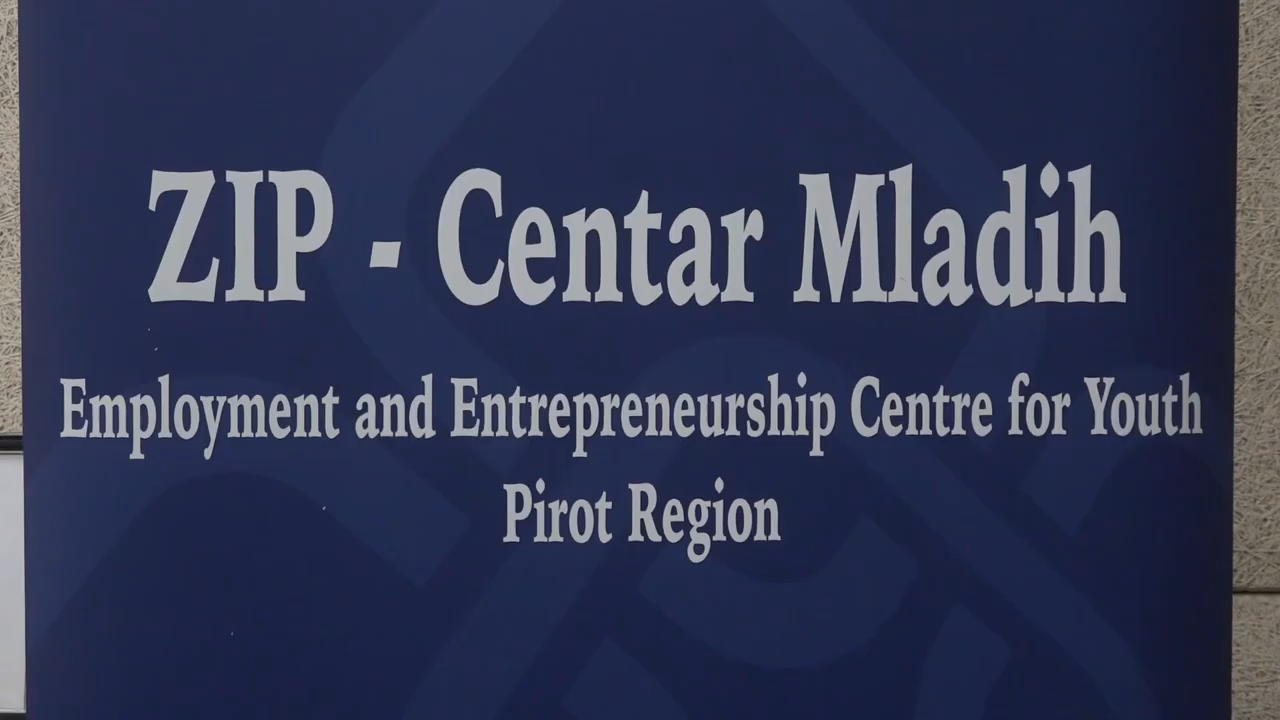 ZIP - Centar Mladih
Employment and Entrepreneurship Centre for Youth
Pirot Region